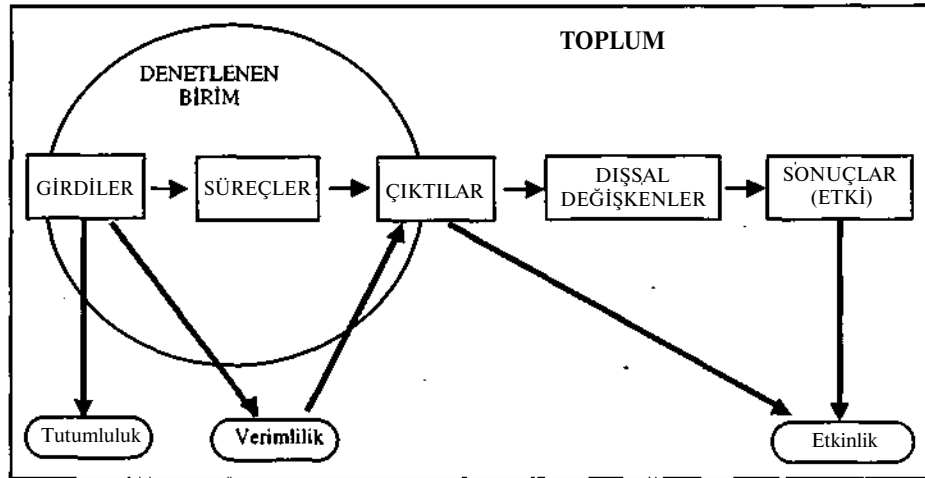 TOPLUM
DENETLENEN
BİRİM
GİRDİLER
SÜREÇLER
ÇIKTILAR
DIŞSAL
DEĞİŞKENLER
SONUÇLAR
(ETKİ)
Tutumluluk
Verimlilik
Etkinlik